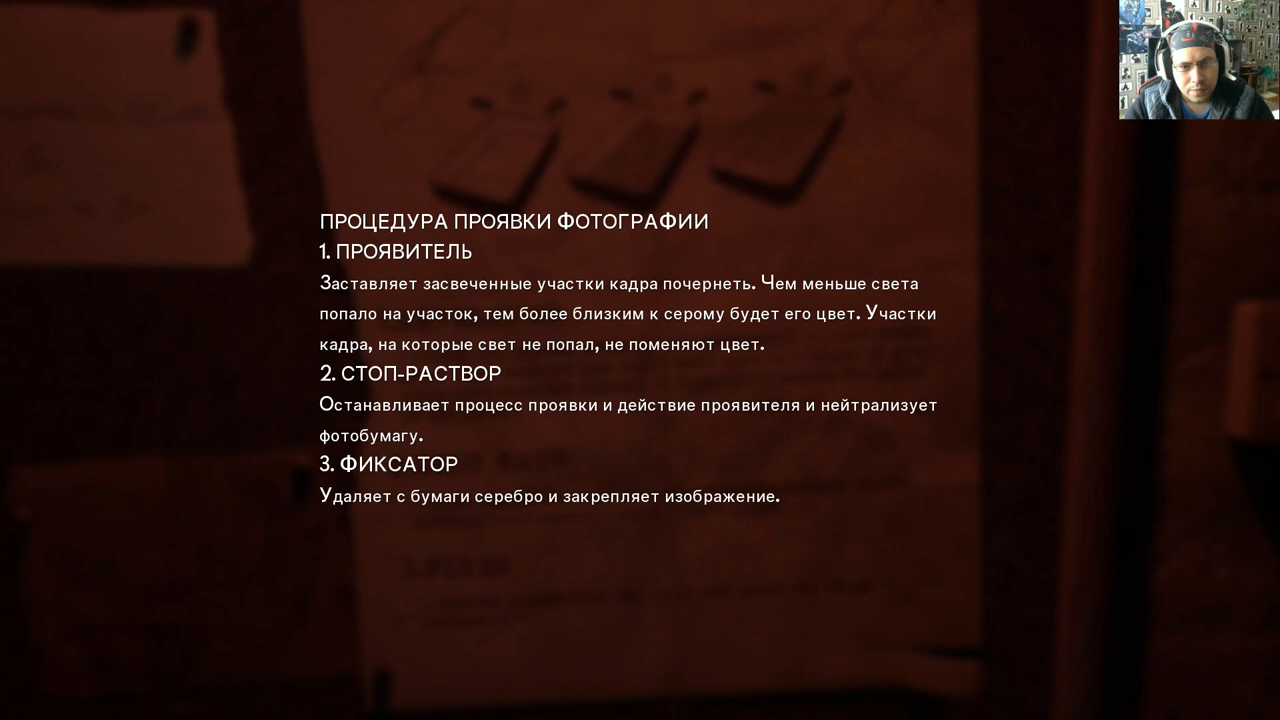 ПРОЦЕДУРА ПРОЯВКИ ФОТОГРАФИИ
1. ПРОЯВИТЕЛЬ
Заставляет засвеченные участки кадра почернеть. Чем меньше света
попало на участок, тем более близким к серому будет его цвет. Участки
кадра, на которые свет не попал, не поменяют цвет.
2. СТОП-РАСТВОР
Останавливает процесс проявки и действие проявителя и нейтрализует
фотобумагу.
3. ФИКСАТОР
Удаляет с бумаги серебро и закрепляет изображение.